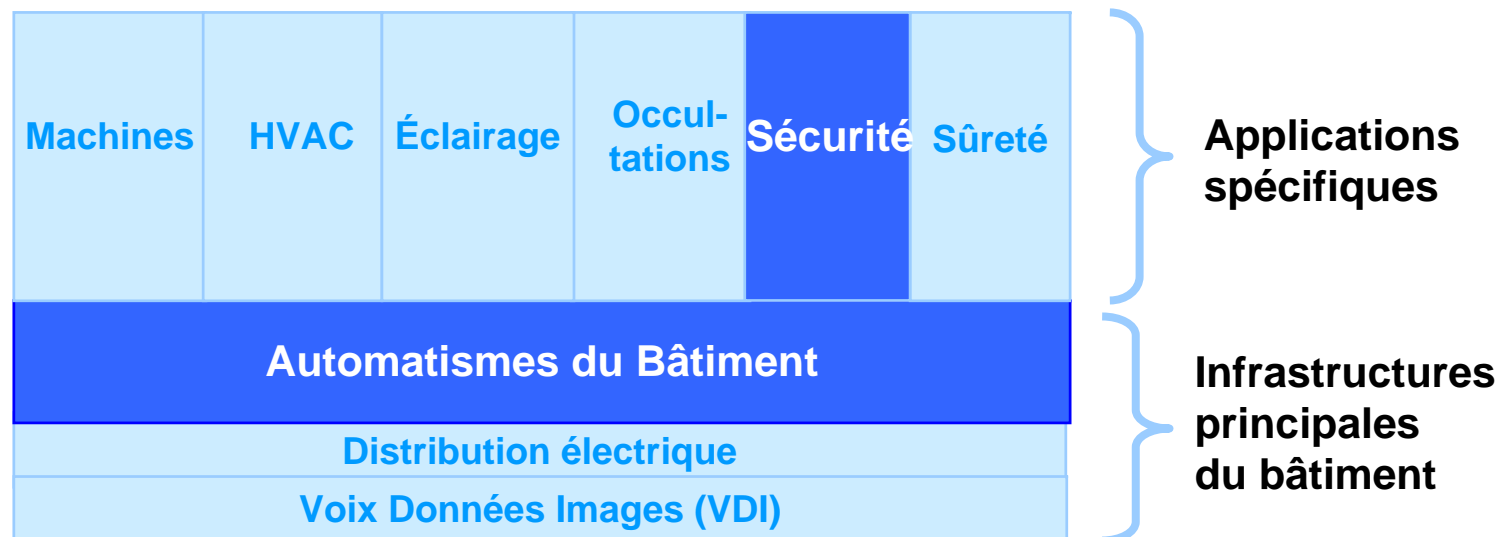 Machines
HVAC
Éclairage
Occul-
tations
Sécurité
Sûreté
Applications
spécifiques
Automatismes du Bâtiment
Distribution électrique
Voix Données Images (VDI)
Infrastructures
principales
du bâtiment